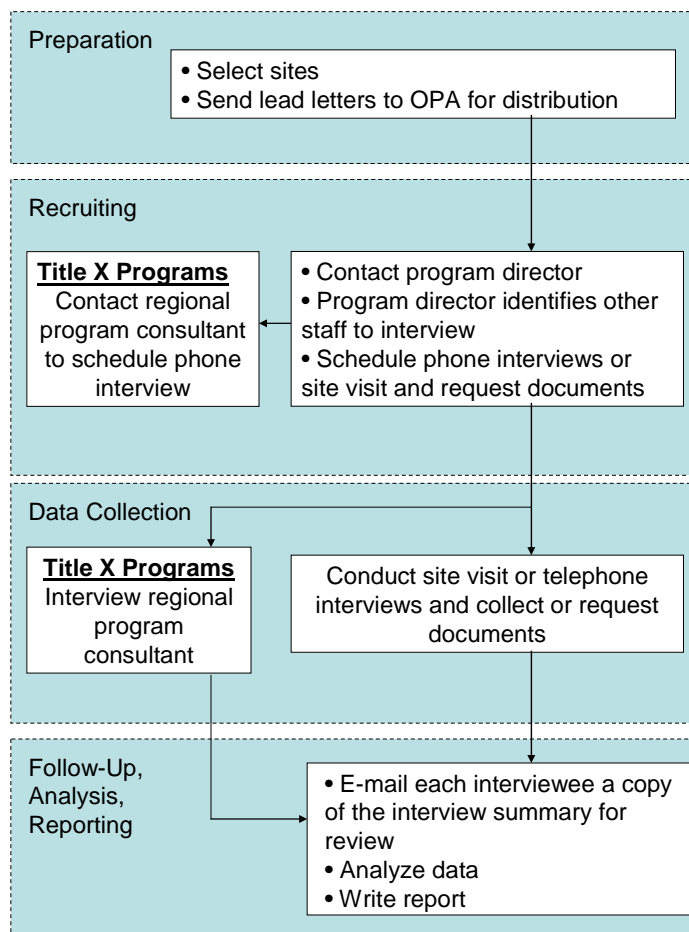 Preparation
• Select sites
• Send lead letters to OPA for distribution
Recruiting
Title X Programs
Contact regional
program consultant
to schedule phone
interview
• Contact program director
• Program director identifies other
staff to interview
• Schedule phone interviews or
site visit and request documents
Data Collection
Title X Programs
Interview regional
program
consultant
Conduct site visit or telephone
interviews and collect or request
documents
Follow-Up,
Analysis,
Reporting
• E-mail each interviewee a copy
of the interview summary for
review
• Analyze data
• Write report